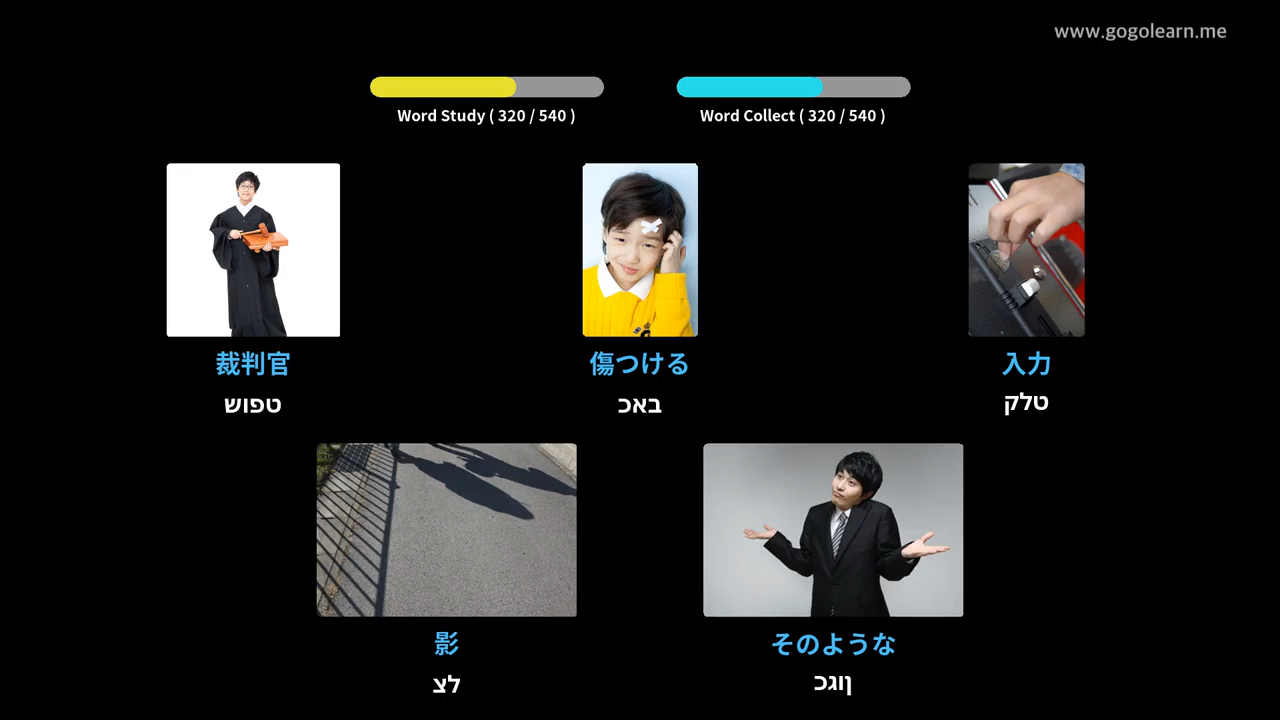 www.gogolearn.me
Word Study ( 320 / 540 )
Word Collect ( 320 / 540 )
裁判官
שופט
傷つける
כאב
入力
קלט
影
צל
そのような
כגון